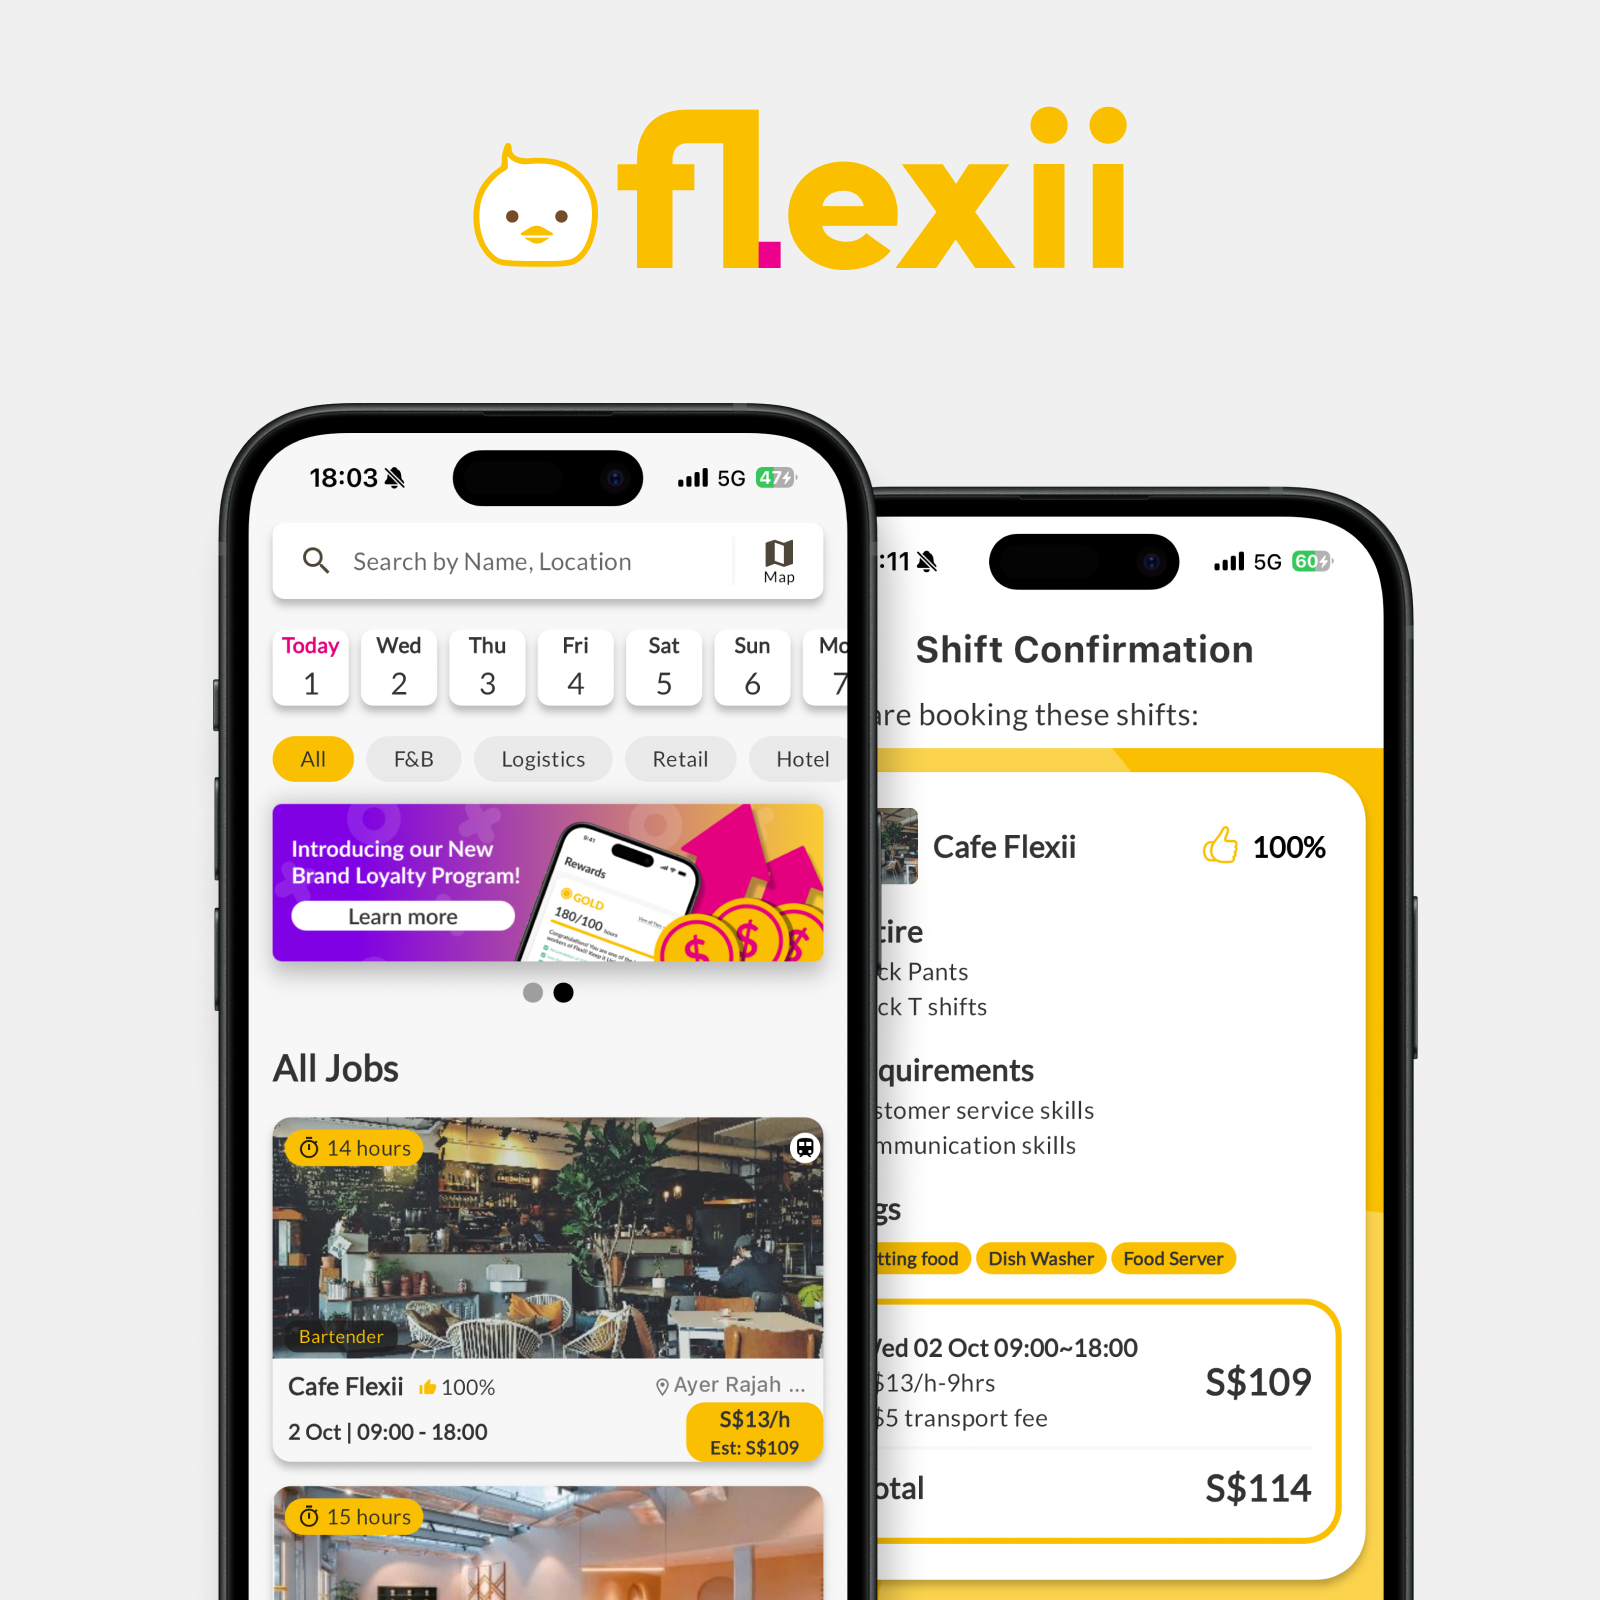 flexii
18:03
5G
47
Search by Name, Location
Map
Today
1
Wed
2
Thu
3
Fri
4
Sat
5
Sun
6
Mo
7
All
F&B
Logistics
Retail
Hotel
Introducing our New
Brand Loyalty Program!
Learn more
9:41
Rewards
GOLD
180/100 hours
All Jobs
14 hours
Bartender
Cafe Flexii
100%
Ayer Rajah ...
2 Oct | 09:00 - 18:00
S$13/h
Est: S$109
15 hours
:11
5G
60
Shift Confirmation
are booking these shifts:
Cafe Flexii
100%
tire
ck Pants
ck T shifts
quirements
stomer service skills
mmunication skills
gs
tting food
Dish Washer
Food Server
Wed 02 Oct 09:00~18:00
$13/h-9hrs
$5 transport fee
S$109
otal
S$114